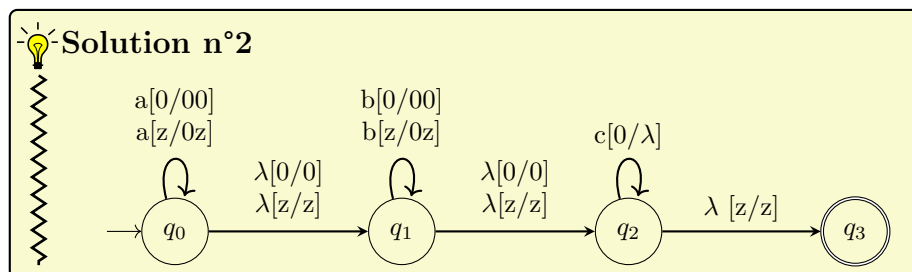 Solution n°2
a[0/00]
a[z/0z]
b[0/00]
b[z/0z]
c[0/λ]
λ[0/0]
λ[z/z]
λ[0/0]
λ[z/z]
λ [z/z]
q0
q1
q2
q3